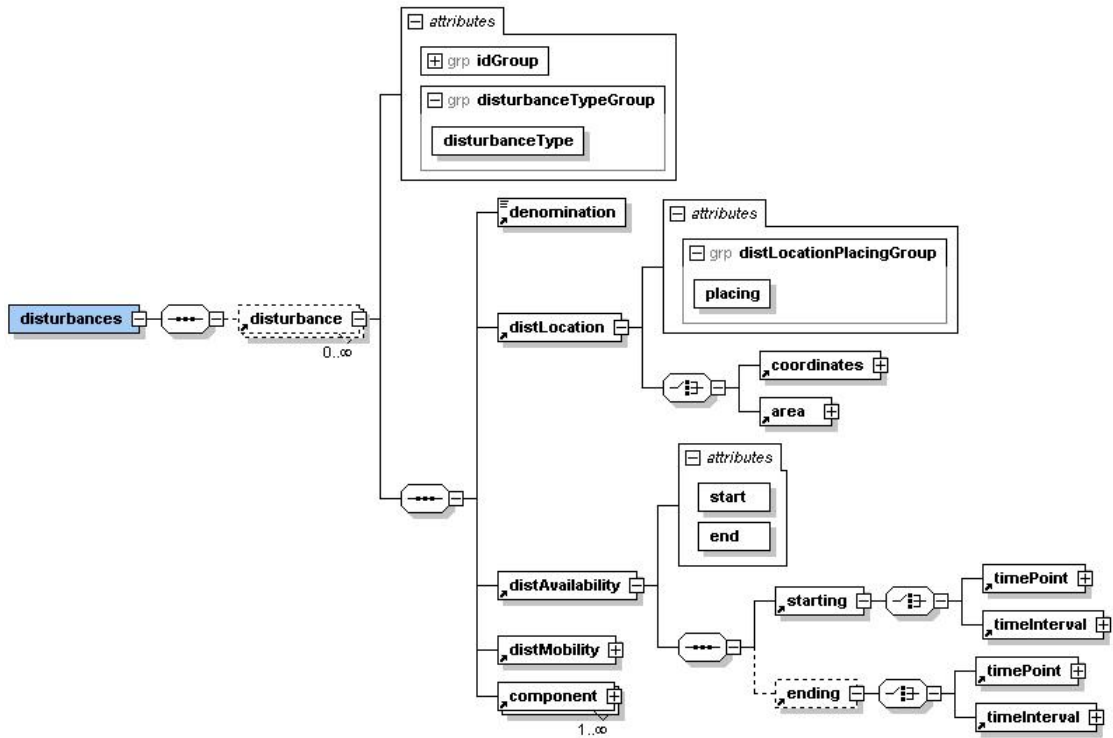 attributes
grp idGroup
grp disturbanceTypeGroup
disturbanceType
disturbances
disturbance
0..∞
denomination
distLocation
attributes
grp distLocationPlacingGroup
placing
coordinates
area
distAvailability
attributes
start
end
starting
timePoint
timeInterval
ending
timePoint
timeInterval
distMobility
component
1..∞